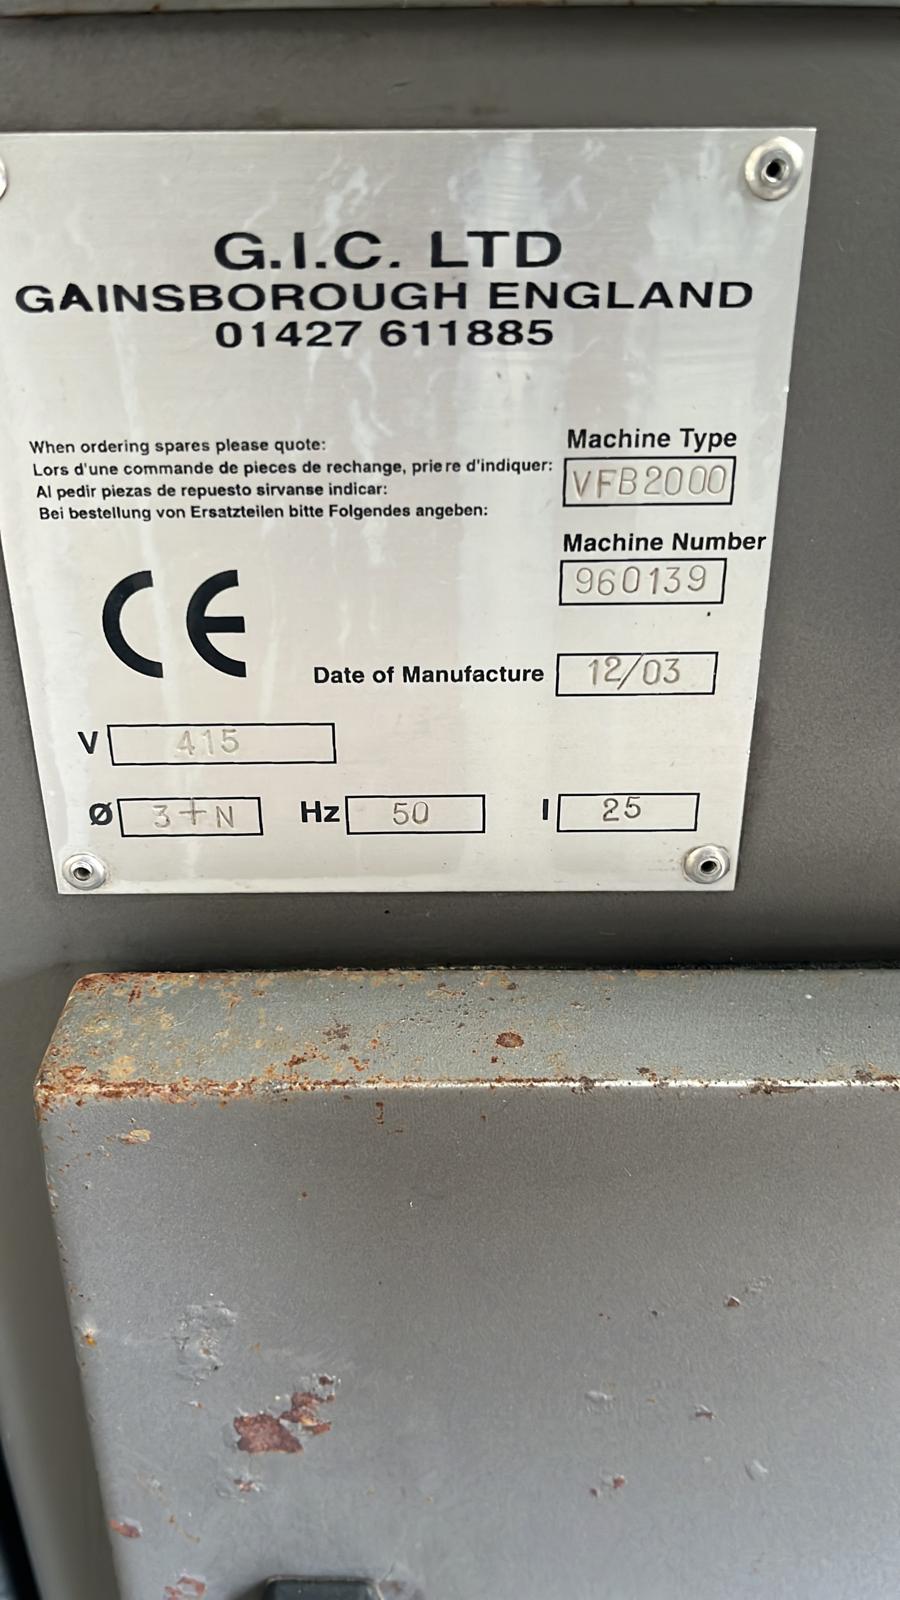 G.I.C. LTD
GAINSBOROUGH ENGLAND
01427 611885
When ordering spares please quote:
Lors d'une commande de pieces de rechange, priere d'indiquer:
Al pedir piezas de repuesto sirvanse indicar:
Bei bestellung von Ersatzteilen bitte Folgendes angeben:
Machine Type
VFB2000
Machine Number
960139
CE
Date of Manufacture 12/03
V 415
Ø 3+N Hz 50 I 25